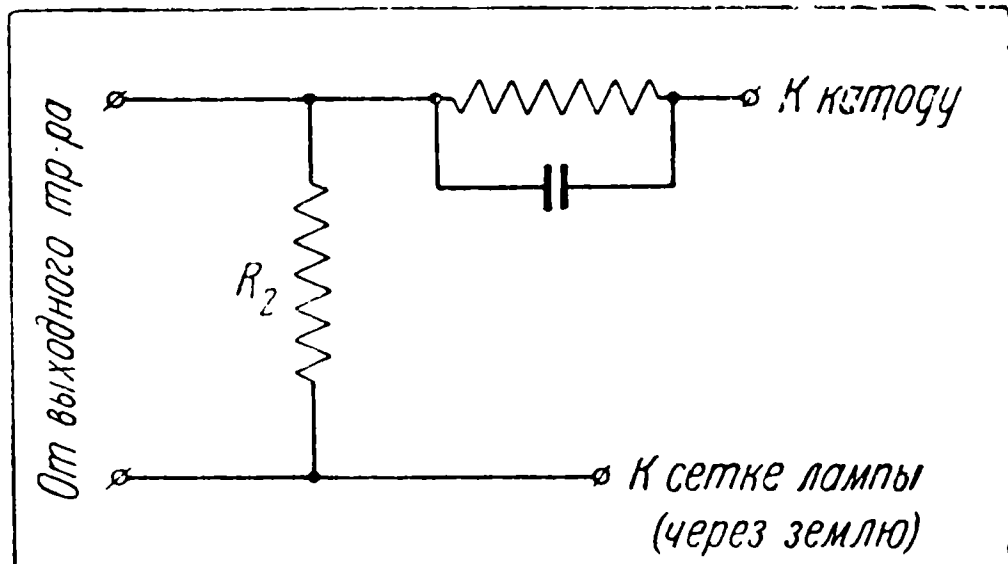 От выходного тр-ра
К катоду
R₂
К сетке лампы
(через землю)